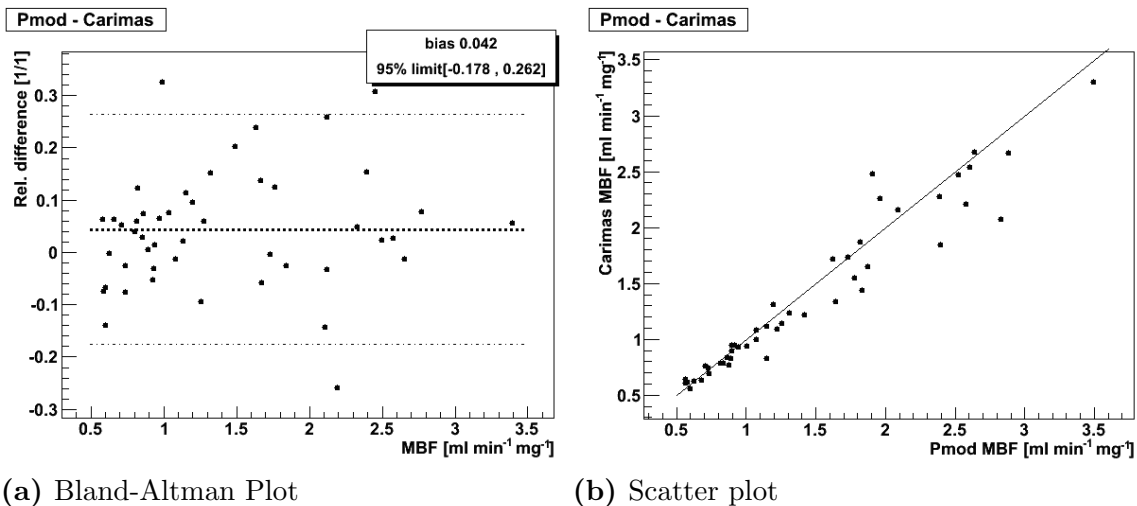 Pmod - Carimas
bias 0.042
95% limit[-0.178 , 0.262]
Rel. difference [1/1]
0.3
0.2
0.1
0
-0.1
-0.2
-0.3
0.5 1 1.5 2 2.5 3 3.5
MBF [ml min⁻¹ mg⁻¹]
(a) Bland-Altman Plot
Pmod - Carimas
Carimas MBF [ml min⁻¹ mg⁻¹]
3.5
3
2.5
2
1.5
1
0.5
0.5 1 1.5 2 2.5 3 3.5
Pmod MBF [ml min⁻¹ mg⁻¹]
(b) Scatter plot